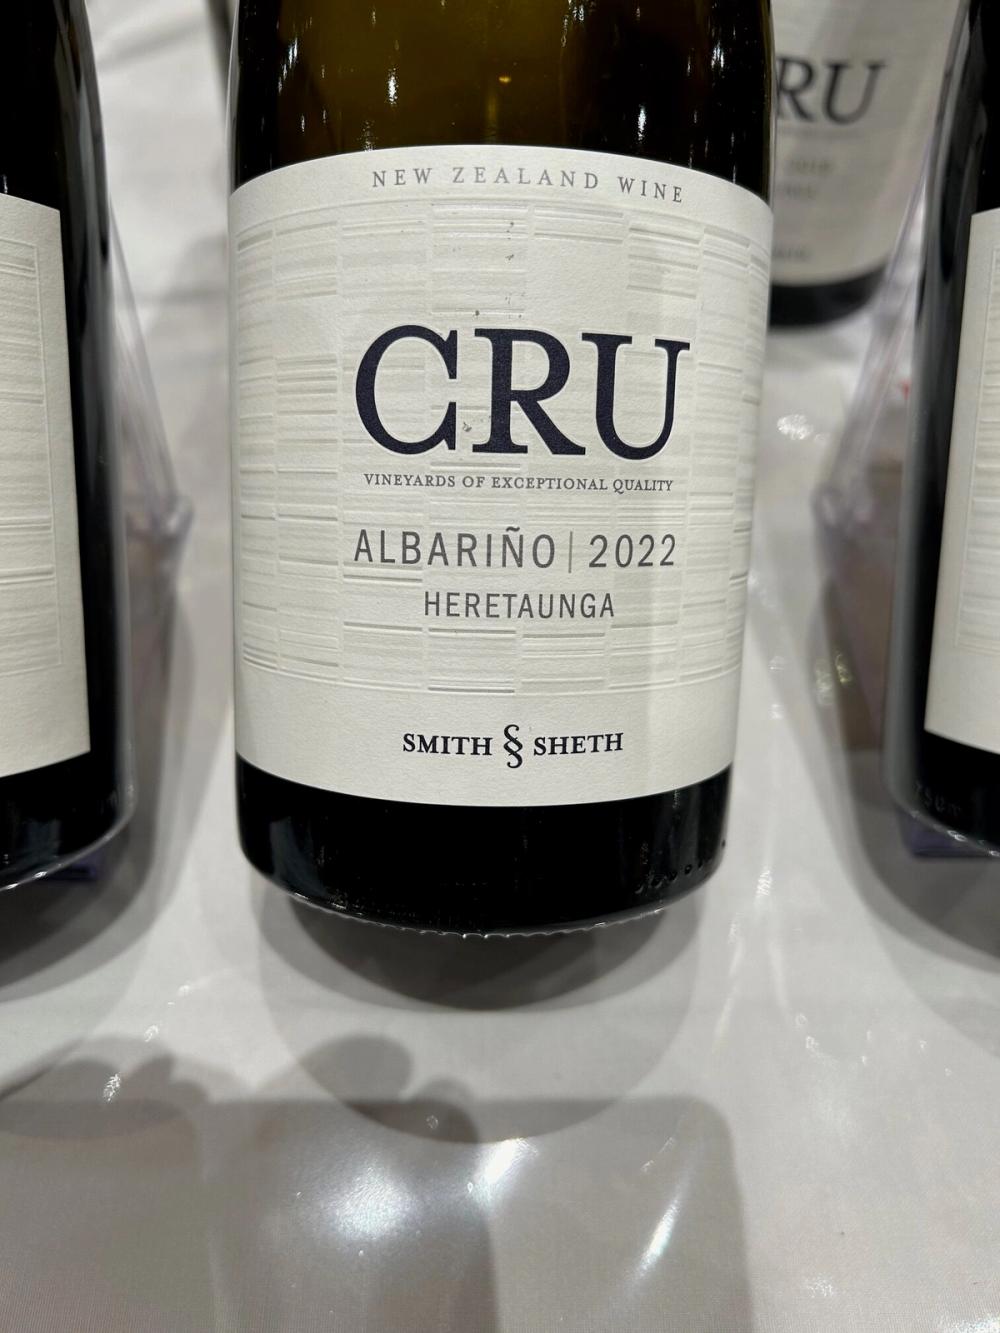 NEW ZEALAND WINE
CRU
VINEYARDS OF EXCEPTIONAL QUALITY
ALBARIÑO | 2022
HERETAUNGA
SMITH § SHETH
RU